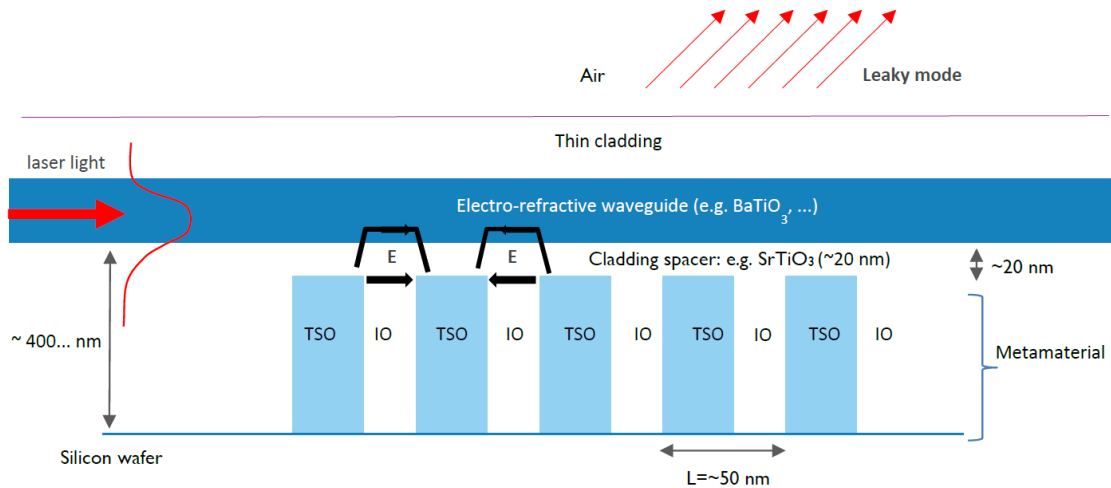 Air
Leaky mode
Thin cladding
laser light
Electro-refractive waveguide (e.g. BaTiO3, ...)
E
E
Cladding spacer: e.g. SrTiO₃ (~20 nm)
~20 nm
TSO
IO
TSO
IO
TSO
IO
TSO
IO
TSO
IO
~ 400... nm
Metamaterial
Silicon wafer
L=~50 nm